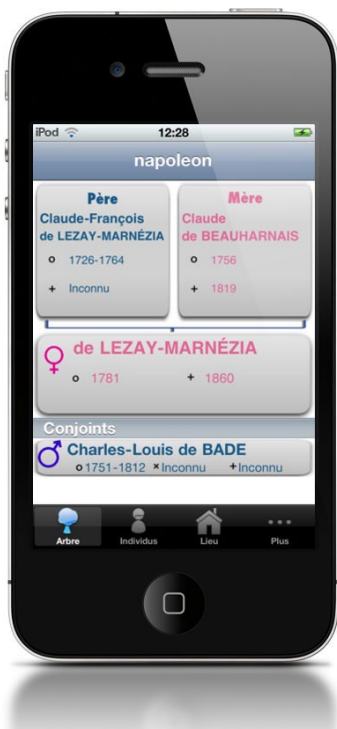 iPod 12:28
napoleon
Père
Claude-François
de LEZAY-MARNÉZIA
o 1726-1764
+ Inconnu
Mère
Claude
de BEAUHARNAIS
o 1756
+ 1819
de LEZAY-MARNÉZIA
o 1781 + 1860
Conjoints
Charles-Louis de BADE
o 1751-1812 × Inconnu + Inconnu
Arbre Individus Lieu Plus